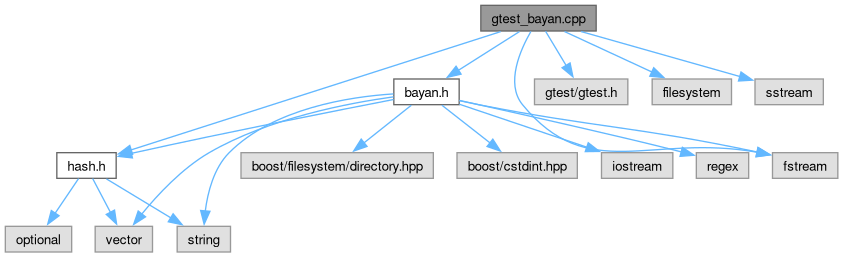 gtest_bayan.cpp
bayan.h
gtest/gtest.h
filesystem
sstream
hash.h
boost/filesystem/directory.hpp
boost/cstdint.hpp
iostream
regex
fstream
optional
vector
string